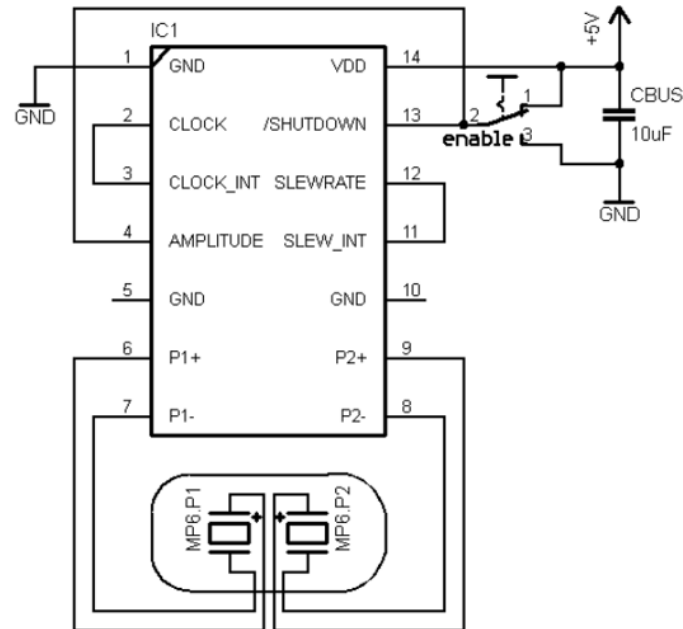 IC1
+5V
1 GND VDD 14
GND
2 CLOCK /SHUTDOWN 13
2 1
enable 3
CBUS
10uF
3 CLOCK_INT SLEWRATE 12
GND
4 AMPLITUDE SLEW_INT 11
5 GND GND 10
6 P1+ P2+ 9
7 P1- P2- 8
MP6.P1 + + MP6.P2